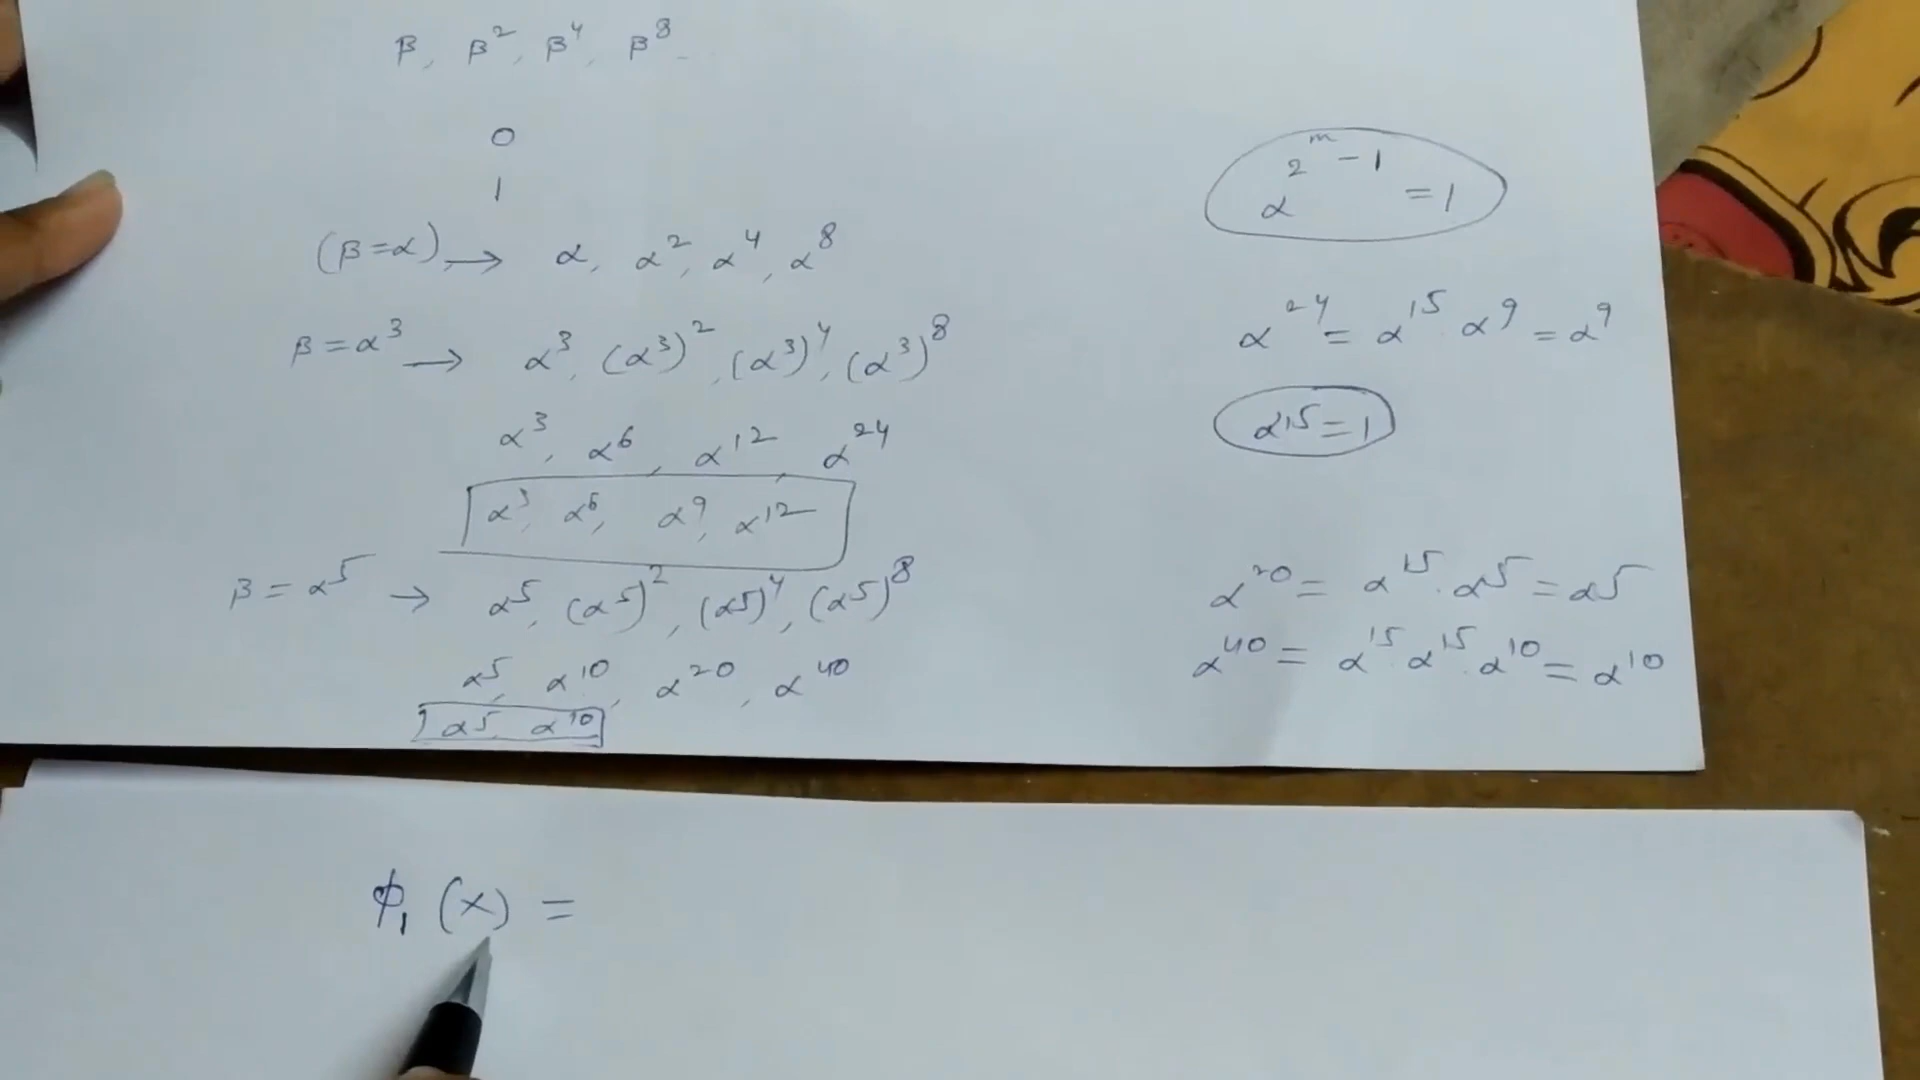 β, β², β⁴, β⁸
0
1
(β=α), → α, α², α⁴, α⁸
β=α³ → α³, (α³)², (α³)⁴, (α³)⁸
α³, α⁶, α¹², α²⁴
α³, α⁶, α⁹, α¹²
β = α⁵ → α⁵, (α⁵)², (α⁵)⁴, (α⁵)⁸
α⁵, α¹⁰, α²⁰, α⁴⁰
α⁵, α¹⁰
α^(2^m - 1) = 1
α²⁴ = α¹⁵ · α⁹ = α⁹
α¹⁵ = 1
α²⁰ = α¹⁵ · α⁵ = α⁵
α⁴⁰ = α¹⁵ · α¹⁵ · α¹⁰ = α¹⁰
ϕ₁ (x) =